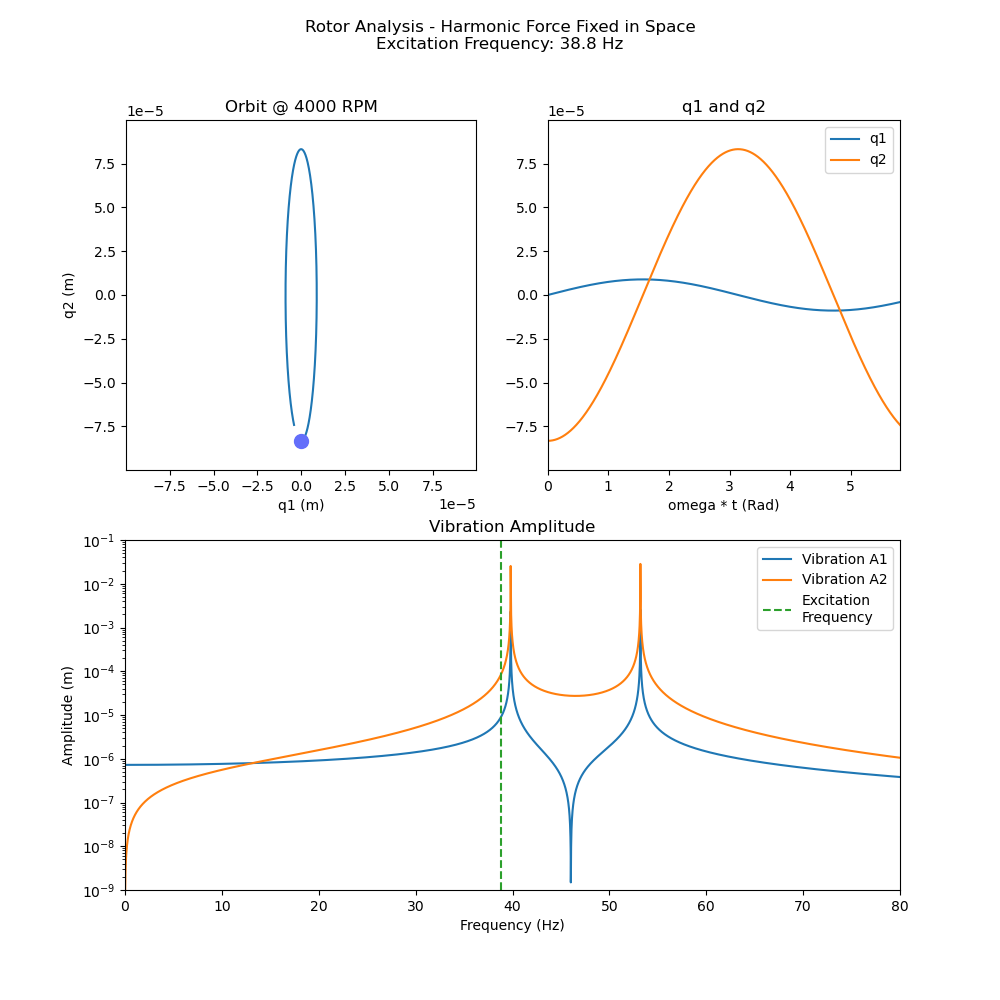 Rotor Analysis - Harmonic Force Fixed in Space
Excitation Frequency: 38.8 Hz
Orbit @ 4000 RPM
1e−5
7.5
5.0
2.5
0.0
−2.5
−5.0
−7.5
q2 (m)
−7.5 −5.0 −2.5 0.0 2.5 5.0 7.5
q1 (m)
1e−5
q1 and q2
1e−5
q1
q2
7.5
5.0
2.5
0.0
−2.5
−5.0
−7.5
0 1 2 3 4 5
omega * t (Rad)
Vibration Amplitude
Vibration A1
Vibration A2
Excitation
Frequency
10⁻¹
10⁻²
10⁻³
10⁻⁴
10⁻⁵
10⁻⁶
10⁻⁷
10⁻⁸
10⁻⁹
Amplitude (m)
0 10 20 30 40 50 60 70 80
Frequency (Hz)